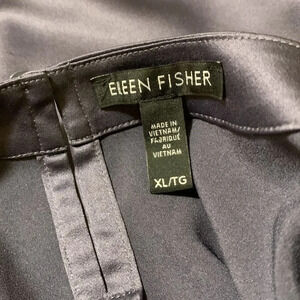 EILEEN FISHER
MADE IN
VIETNAM/
FABRIQUÉ
AU
VIETNAM
XL/TG